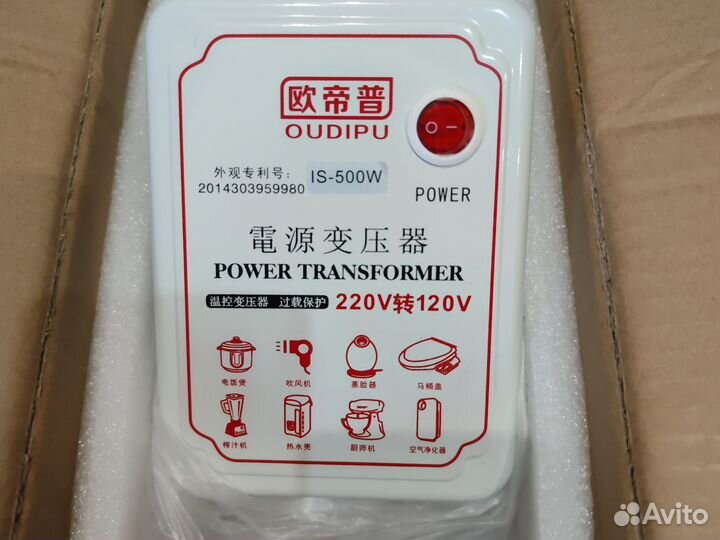 欧帝普
OUDIPU
外观专利号:
2014303959980
IS-500W
POWER
電源变压器
POWER TRANSFORMER
温控变压器 过载保护 220V转120V
电饭煲 吹风机 蒸脸器 马桶盖
榨汁机 热水壳 厨师机 空气净化器
Avito